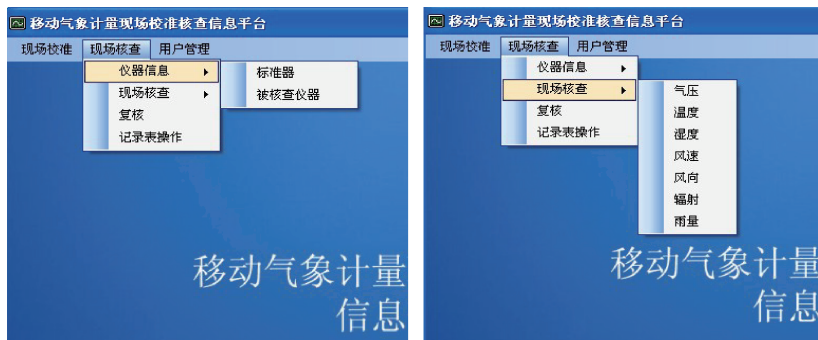 移动气象计量现场校准核查信息平台
现场校准 现场核查 用户管理
仪器信息
现场核查
复核
记录表操作
标准器
被核查仪器
移动气象计量
信息
移动气象计量现场校准核查信息平台
现场校准 现场核查 用户管理
仪器信息
现场核查
复核
记录表操作
气压
温度
湿度
风速
风向
辐射
雨量
移动气象计量
信息